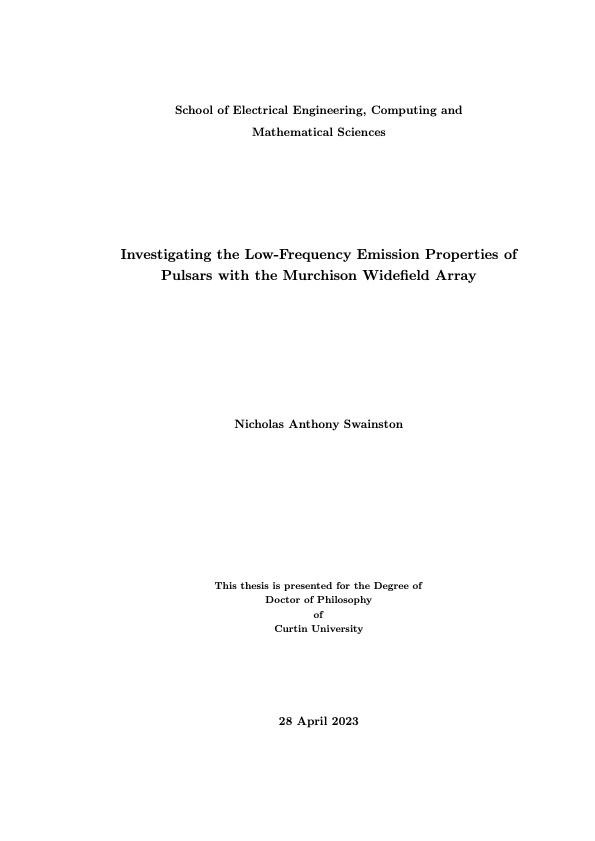 School of Electrical Engineering, Computing and
Mathematical Sciences
Investigating the Low-Frequency Emission Properties of
Pulsars with the Murchison Widefield Array
Nicholas Anthony Swainston
This thesis is presented for the Degree of
Doctor of Philosophy
of
Curtin University
28 April 2023